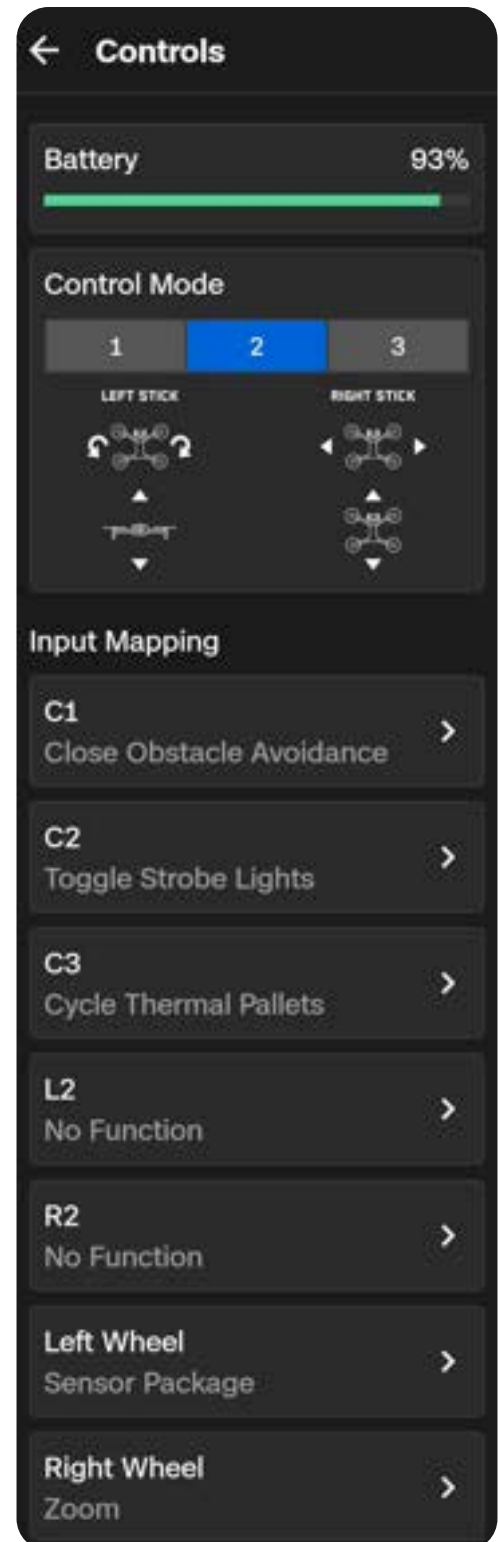 Controls
Battery 93%
Control Mode
1 2 3
LEFT STICK RIGHT STICK
Input Mapping
C1
Close Obstacle Avoidance
C2
Toggle Strobe Lights
C3
Cycle Thermal Pallets
L2
No Function
R2
No Function
Left Wheel
Sensor Package
Right Wheel
Zoom